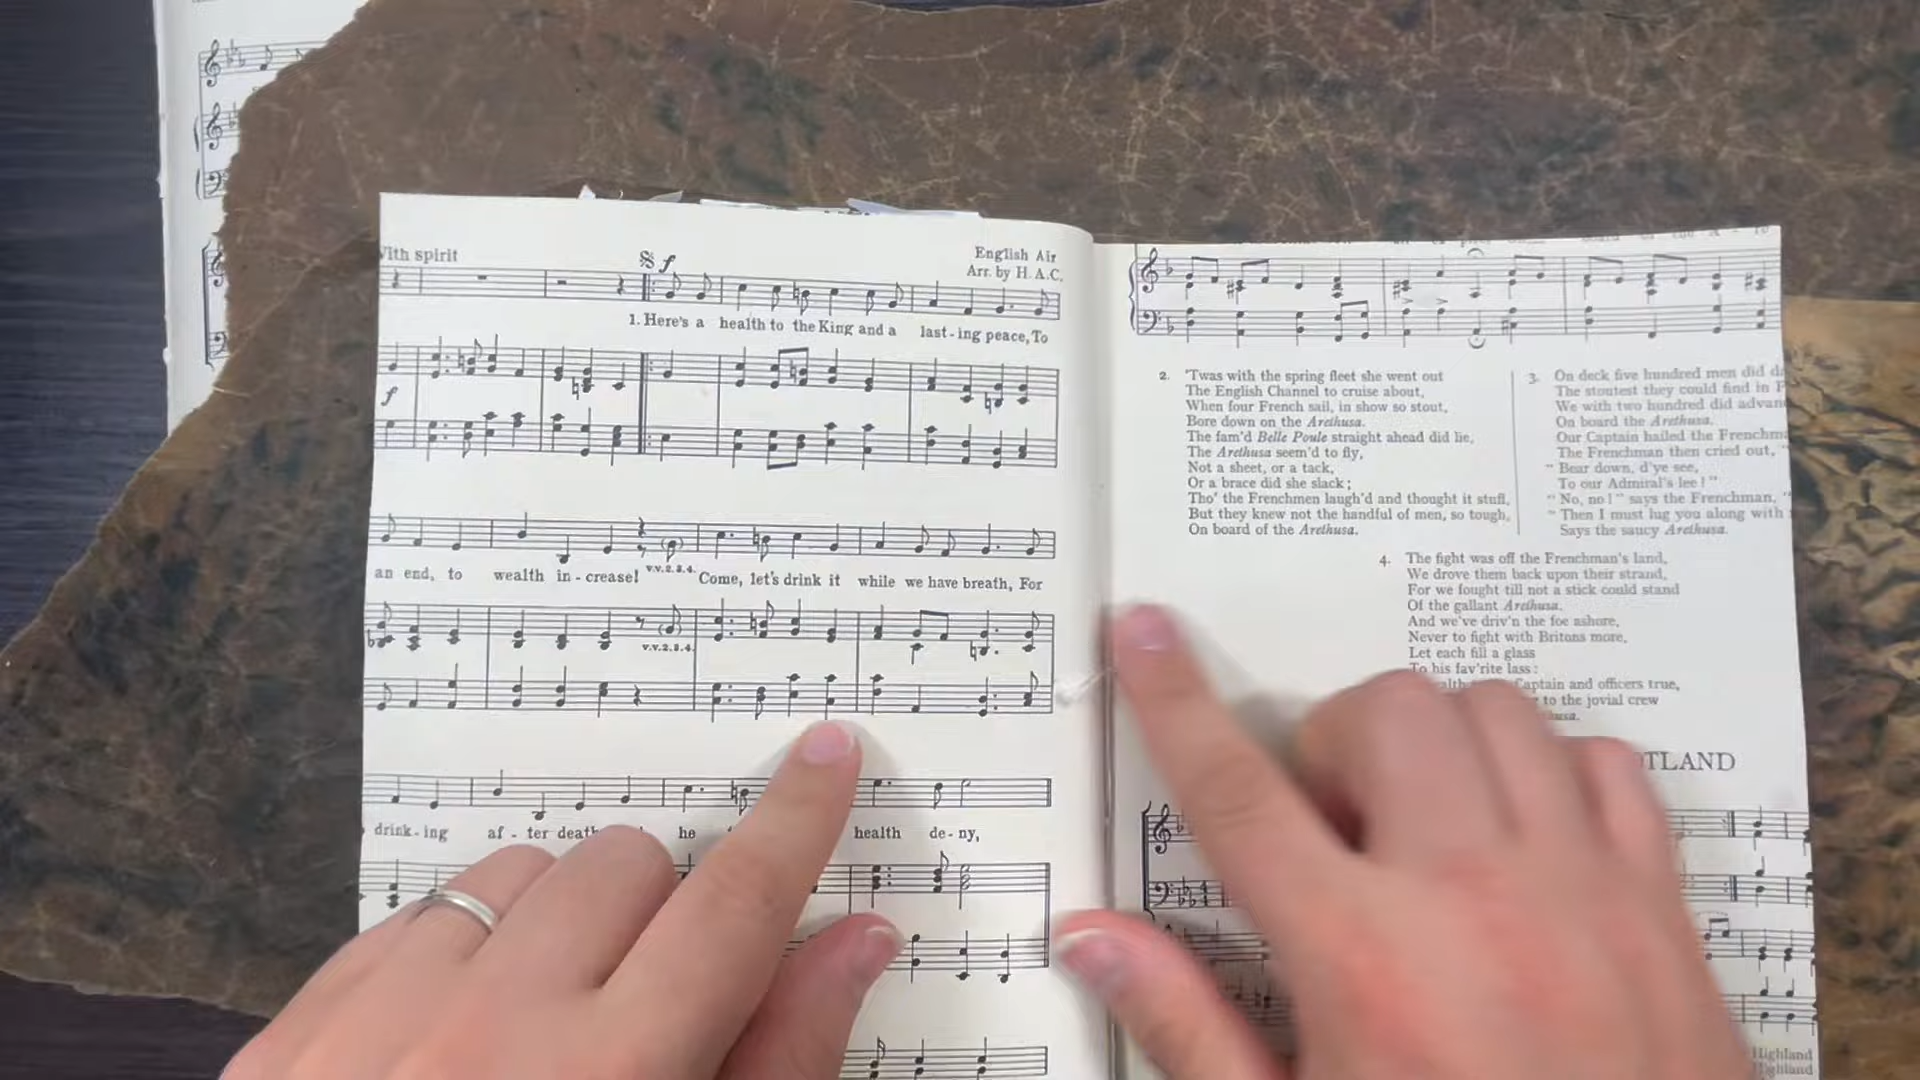 With spirit
English Air
Arr. by H. A. C.
f
1. Here's a health to the King and a last-ing peace, To
f
an end, to wealth in-crease! v.v.2.3.4. Come, let's drink it while we have breath, For
v.v.2.3.4.
drink-ing af-ter death he health de-ny,
2. 'Twas with the spring fleet she went out
The English Channel to cruise about,
When four French sail, in show so stout,
Bore down on the Arethusa.
The fam'd Belle Poule straight ahead did lie,
The Arethusa seem'd to fly,
Not a sheet, or a tack,
Or a brace did she slack;
Tho' the Frenchmen laugh'd and thought it stuff,
But they knew not the handful of men, so tough,
On board of the Arethusa.
3. On deck five hundred men did
The stoutest they could find in
We with two hundred did
On board the Arethusa.
Our Captain hailed the
The Frenchman then cried out,
"Bear down, d'ye see,
To our Admiral's lee!"
"No, no!" says the Frenchman,
"Then I must lug you along with
Says the saucy Arethusa.
4. The fight was off the Frenchman's land,
We drove them back upon their strand,
For we fought till not a stick could stand
Of the gallant Arethusa.
And we've driv'n the foe ashore,
Never to fight with Britons more,
Let each fill a glass
To his fav'rite lass:
Captain and officers true,
to the jovial crew
TLAND
Highland
Highland